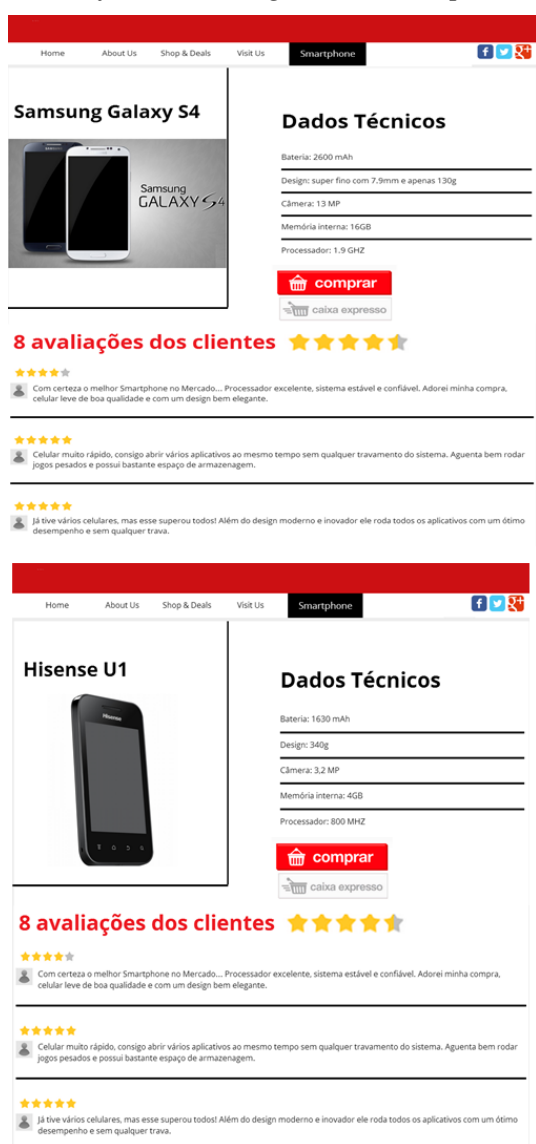 Home About Us Shop & Deals Visit Us Smartphone
Samsung Galaxy S4
Samsung
GALAXY S4
Dados Técnicos
Bateria: 2600 mAh
Design: super fino com 7,9mm e apenas 130g
Câmera: 13 MP
Memória interna: 16GB
Processador: 1.9 GHZ
comprar
caixa expresso
8 avaliações dos clientes
Com certeza o melhor Smartphone no Mercado... Processador excelente, sistema estável e confiável. Adorei minha compra,
celular leve de boa qualidade e com um design bem elegante.
Celular muito rápido, consigo abrir vários aplicativos ao mesmo tempo sem qualquer travamento do sistema. Aguenta bem rodar
jogos pesados e possui bastante espaço de armazenagem.
Já tive vários celulares, mas esse superou todos! Além do design moderno e inovador ele roda todos os aplicativos com um ótimo
desempenho e sem qualquer trava.
Home About Us Shop & Deals Visit Us Smartphone
Hisense U1
Hisense
Dados Técnicos
Bateria: 1630 mAh
Design: 340g
Câmera: 3,2 MP
Memória interna: 4GB
Processador: 800 MHZ
comprar
caixa expresso
8 avaliações dos clientes
Com certeza o melhor Smartphone no Mercado... Processador excelente, sistema estável e confiável. Adorei minha compra,
celular leve de boa qualidade e com um design bem elegante.
Celular muito rápido, consigo abrir vários aplicativos ao mesmo tempo sem qualquer travamento do sistema. Aguenta bem rodar
jogos pesados e possui bastante espaço de armazenagem.
Já tive vários celulares, mas esse superou todos! Além do design moderno e inovador ele roda todos os aplicativos com um ótimo
desempenho e sem qualquer trava.